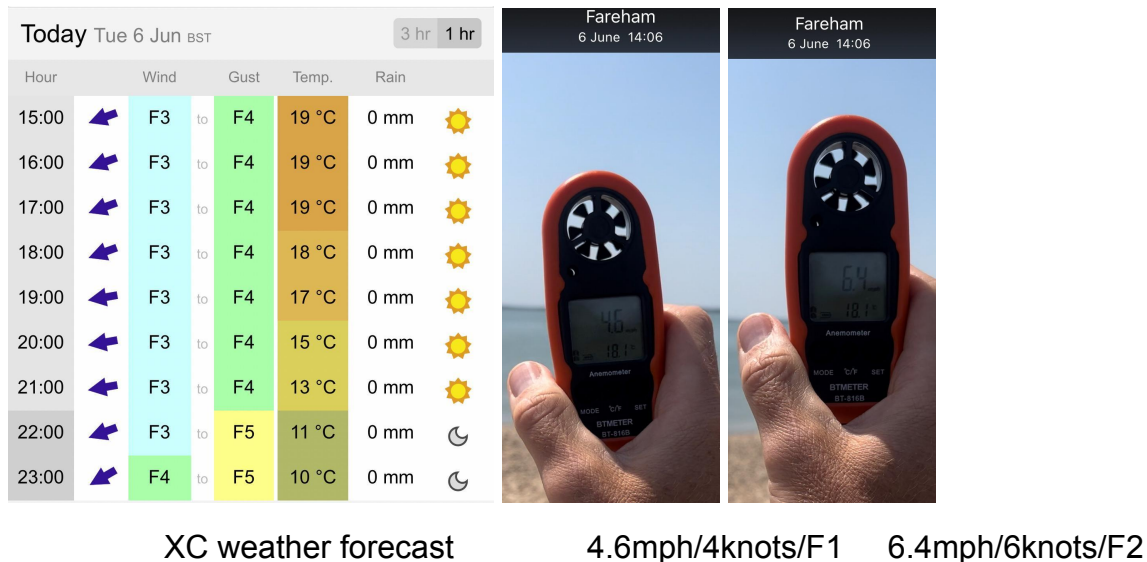 Today Tue 6 Jun BST 3 hr 1 hr
Hour Wind Gust Temp. Rain
15:00 F3 to F4 19 °C 0 mm
16:00 F3 to F4 19 °C 0 mm
17:00 F3 to F4 19 °C 0 mm
18:00 F3 to F4 18 °C 0 mm
19:00 F3 to F4 17 °C 0 mm
20:00 F3 to F4 15 °C 0 mm
21:00 F3 to F4 13 °C 0 mm
22:00 F3 to F5 11 °C 0 mm
23:00 F4 to F5 10 °C 0 mm
Fareham
6 June 14:06
4.6
18.1
Anemometer
MODE °C/F SET
BTMETER
BT-816B
Fareham
6 June 14:06
6.4
18.1
Anemometer
MODE °C/F SET
BTMETER
BT-816B
XC weather forecast 4.6mph/4knots/F1 6.4mph/6knots/F2